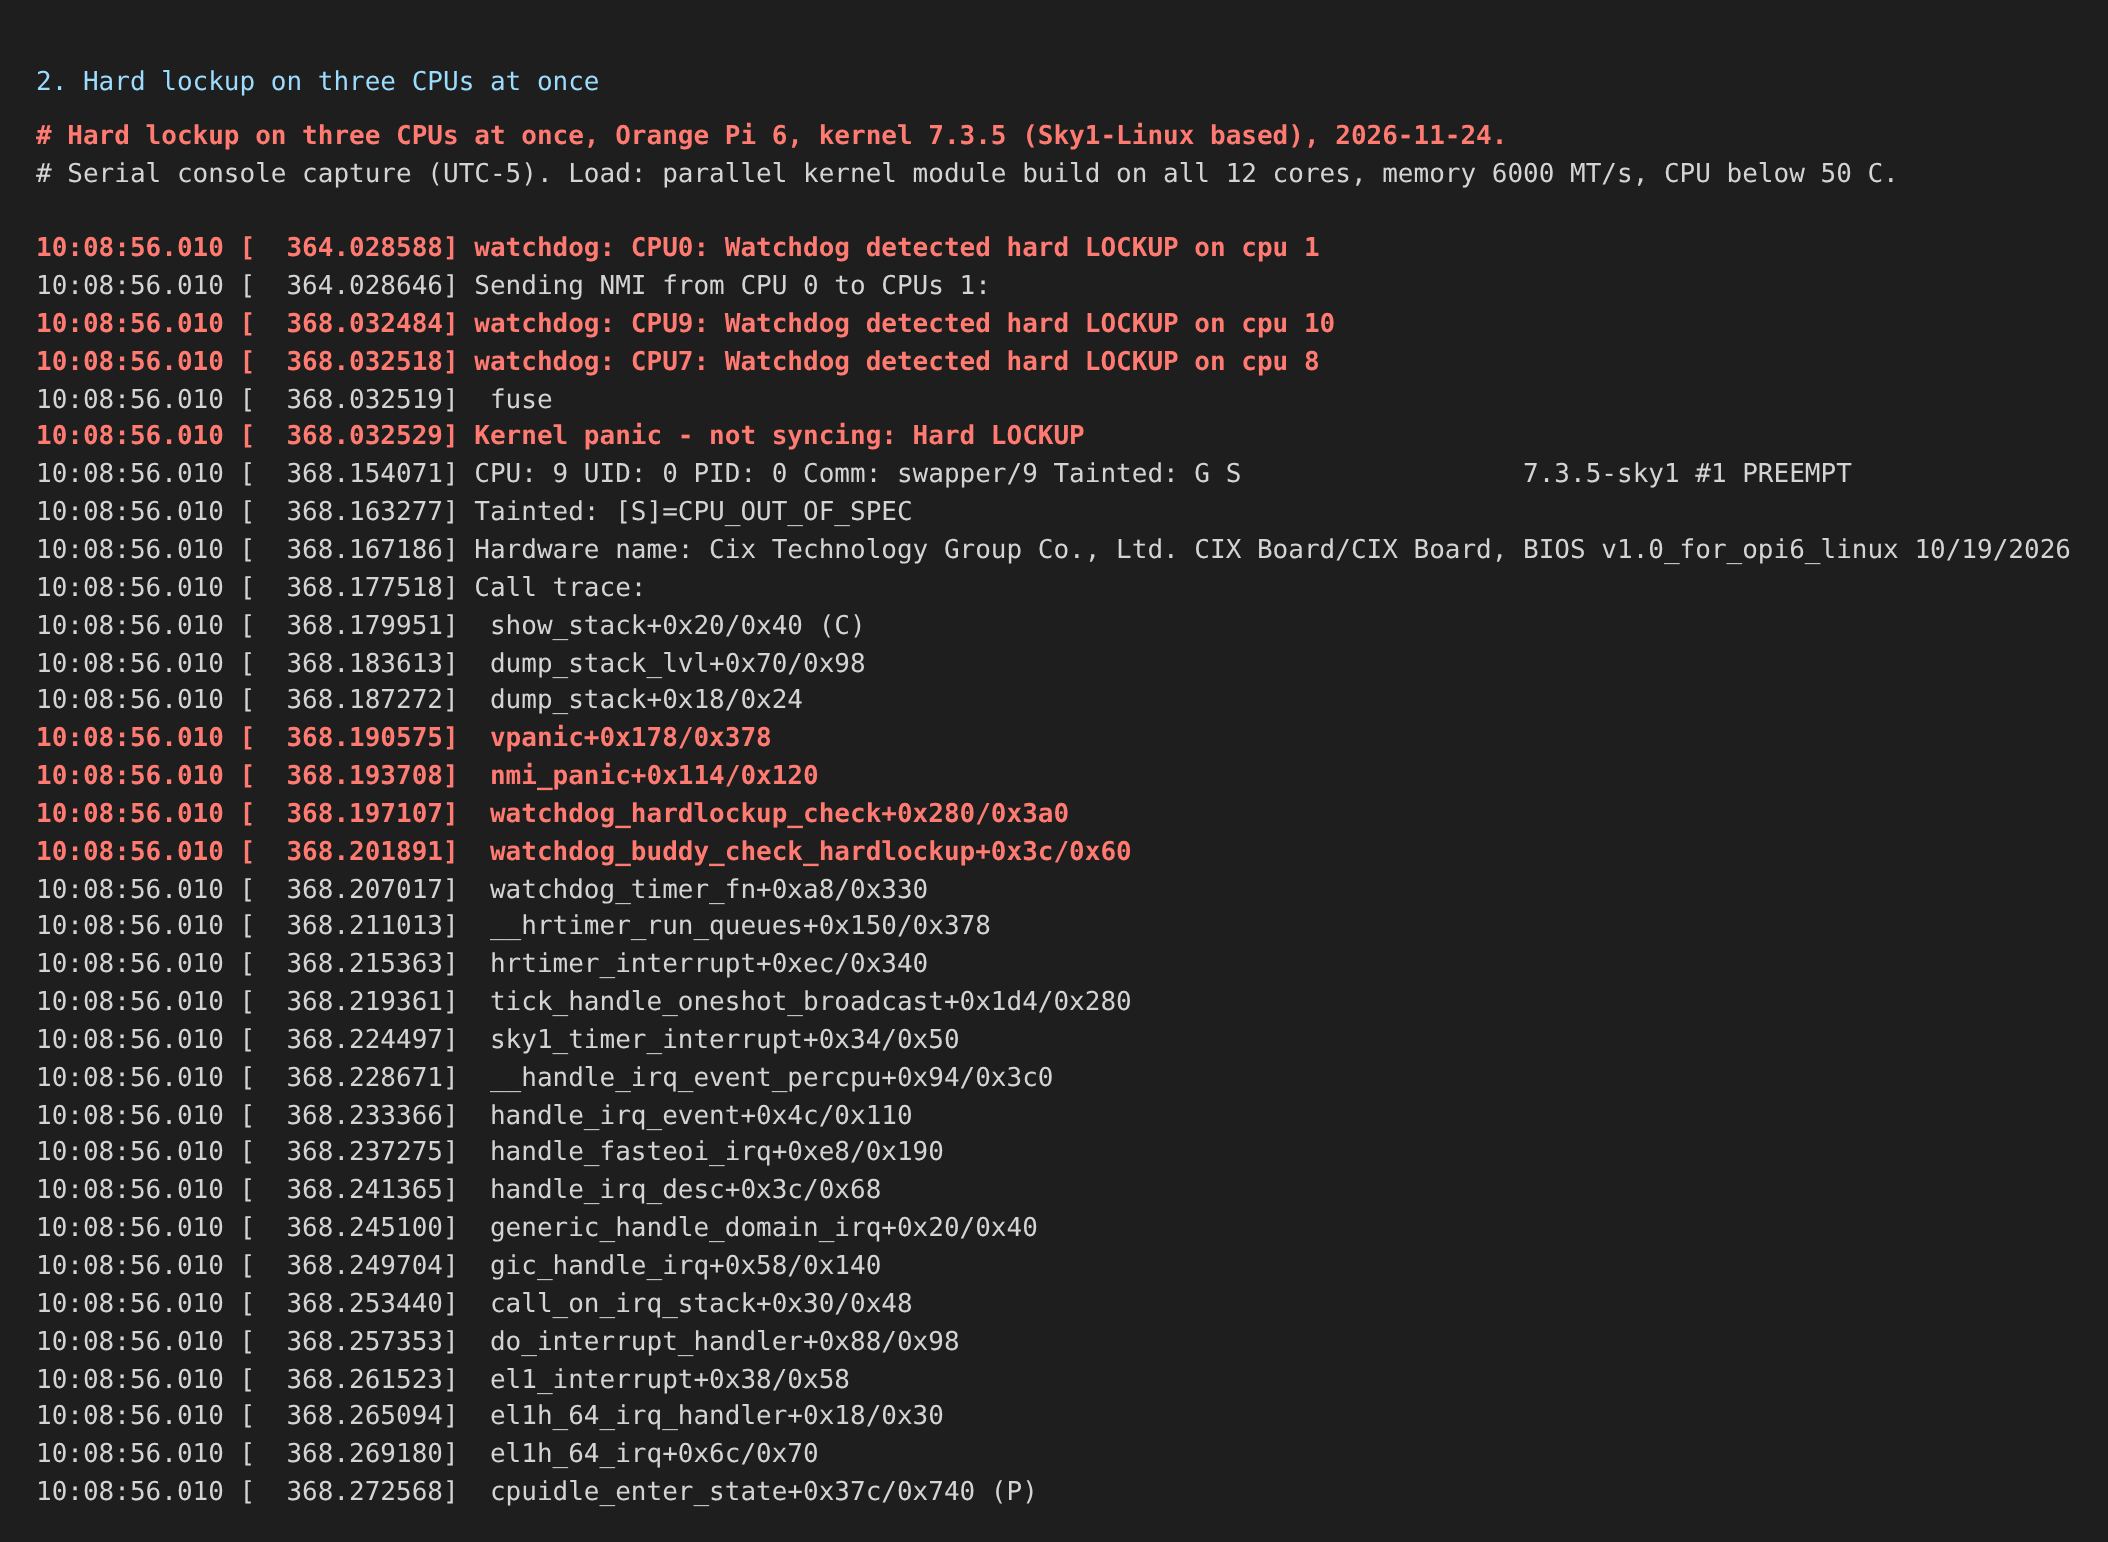 2. Hard lockup on three CPUs at once
# Hard lockup on three CPUs at once, Orange Pi 6, kernel 7.3.5 (Sky1-Linux based), 2026-11-24.
# Serial console capture (UTC-5). Load: parallel kernel module build on all 12 cores, memory 6000 MT/s, CPU below 50 C.
10:08:56.010 [  364.028588] watchdog: CPU0: Watchdog detected hard LOCKUP on cpu 1
10:08:56.010 [  364.028646] Sending NMI from CPU 0 to CPUs 1:
10:08:56.010 [  368.032484] watchdog: CPU9: Watchdog detected hard LOCKUP on cpu 10
10:08:56.010 [  368.032518] watchdog: CPU7: Watchdog detected hard LOCKUP on cpu 8
10:08:56.010 [  368.032519]  fuse
10:08:56.010 [  368.032529] Kernel panic - not syncing: Hard LOCKUP
10:08:56.010 [  368.154071] CPU: 9 UID: 0 PID: 0 Comm: swapper/9 Tainted: G S                  7.3.5-sky1 #1 PREEMPT
10:08:56.010 [  368.163277] Tainted: [S]=CPU_OUT_OF_SPEC
10:08:56.010 [  368.167186] Hardware name: Cix Technology Group Co., Ltd. CIX Board/CIX Board, BIOS v1.0_for_opi6_linux 10/19/2026
10:08:56.010 [  368.177518] Call trace:
10:08:56.010 [  368.179951]  show_stack+0x20/0x40 (C)
10:08:56.010 [  368.183613]  dump_stack_lvl+0x70/0x98
10:08:56.010 [  368.187272]  dump_stack+0x18/0x24
10:08:56.010 [  368.190575]  vpanic+0x178/0x378
10:08:56.010 [  368.193708]  nmi_panic+0x114/0x120
10:08:56.010 [  368.197107]  watchdog_hardlockup_check+0x280/0x3a0
10:08:56.010 [  368.201891]  watchdog_buddy_check_hardlockup+0x3c/0x60
10:08:56.010 [  368.207017]  watchdog_timer_fn+0xa8/0x330
10:08:56.010 [  368.211013]  __hrtimer_run_queues+0x150/0x378
10:08:56.010 [  368.215363]  hrtimer_interrupt+0xec/0x340
10:08:56.010 [  368.219361]  tick_handle_oneshot_broadcast+0x1d4/0x280
10:08:56.010 [  368.224497]  sky1_timer_interrupt+0x34/0x50
10:08:56.010 [  368.228671]  __handle_irq_event_percpu+0x94/0x3c0
10:08:56.010 [  368.233366]  handle_irq_event+0x4c/0x110
10:08:56.010 [  368.237275]  handle_fasteoi_irq+0xe8/0x190
10:08:56.010 [  368.241365]  handle_irq_desc+0x3c/0x68
10:08:56.010 [  368.245100]  generic_handle_domain_irq+0x20/0x40
10:08:56.010 [  368.249704]  gic_handle_irq+0x58/0x140
10:08:56.010 [  368.253440]  call_on_irq_stack+0x30/0x48
10:08:56.010 [  368.257353]  do_interrupt_handler+0x88/0x98
10:08:56.010 [  368.261523]  el1_interrupt+0x38/0x58
10:08:56.010 [  368.265094]  el1h_64_irq_handler+0x18/0x30
10:08:56.010 [  368.269180]  el1h_64_irq+0x6c/0x70
10:08:56.010 [  368.272568]  cpuidle_enter_state+0x37c/0x740 (P)